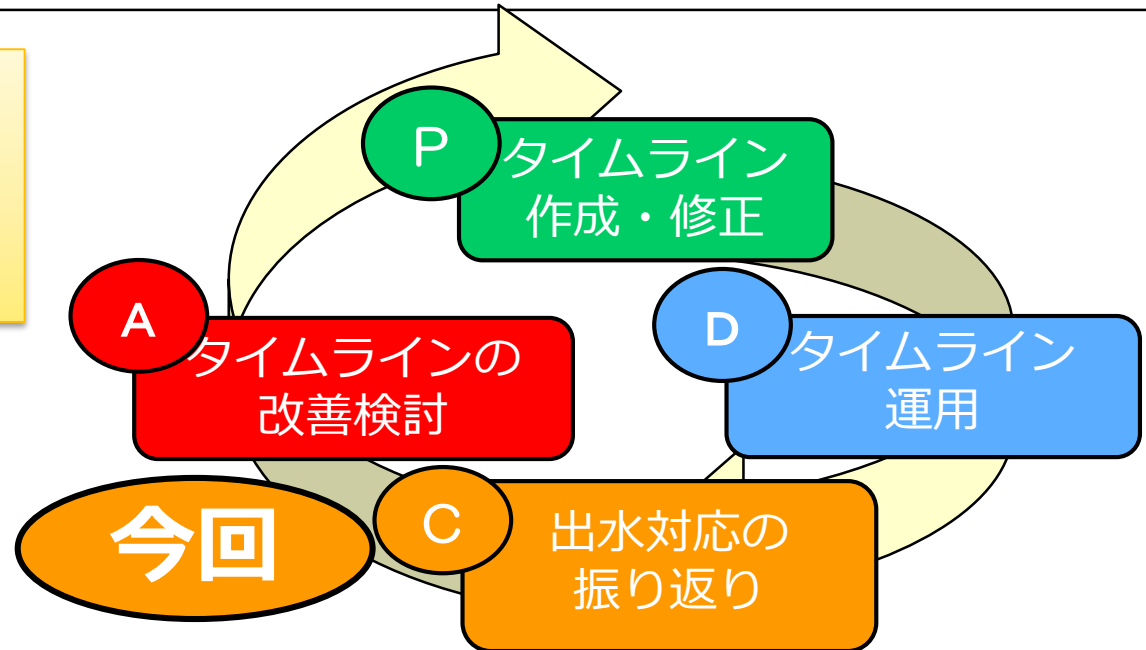 P
タイムライン
作成・修正
D
タイムライン
運用
C
出水対応の
振り返り
A
タイムラインの
改善検討
今回